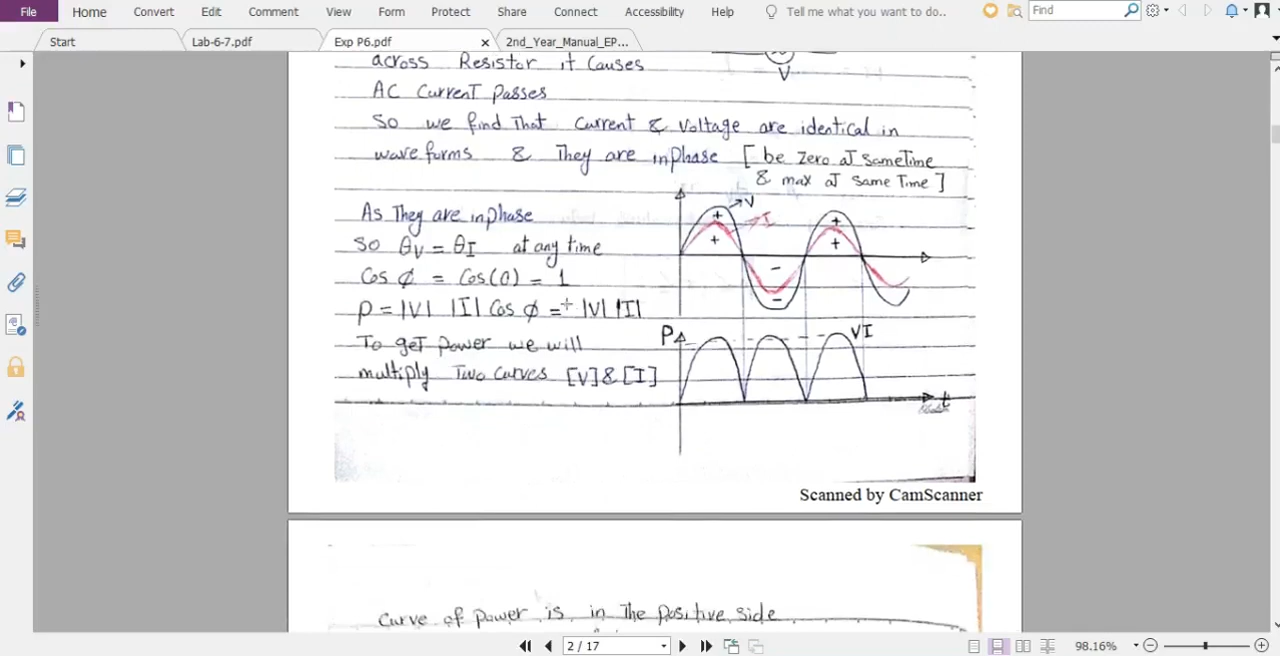 File Home Convert Edit Comment View Form Protect Share Connect Accessibility Help Tell me what you want to do.. Find
Start Lab-6-7.pdf Exp P6.pdf × 2nd_Year_Manual_EP...
across Resistor it Causes
V
AC Current Passes
So we find That Current & Voltage are identical in
wave forms & They are inphase [ be Zero aT SameTime
& max aT Same Time ]
As They are inphase
V
I
So θV = θI at any time
Cos ϕ = Cos(0) = 1
P = |V| |I| Cos ϕ = + |V| |I|
+ + + +
- -
To get Power we will
P VI
multiply Two curves [V] & [I]
t
Scanned by CamScanner
Curve of Power is in The Positive side
2 / 17 98.16%